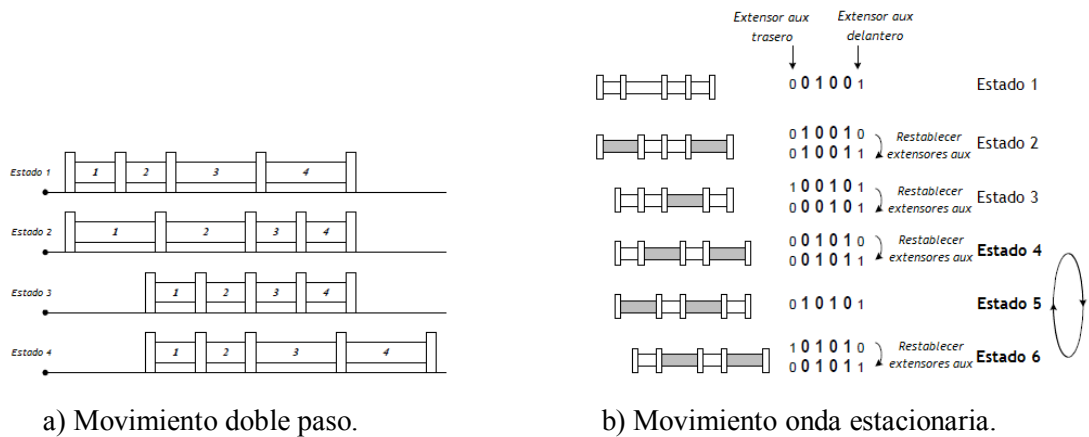 Extensor aux
trasero
Extensor aux
delantero
0 0 1 0 0 1
Estado 1
0 1 0 0 1 0
0 1 0 0 1 1
Restablecer
extensores aux
Estado 2
1 0 0 1 0 1
0 0 0 1 0 1
Restablecer
extensores aux
Estado 3
0 0 1 0 1 0
0 0 1 0 1 1
Restablecer
extensores aux
Estado 4
0 1 0 1 0 1
Estado 5
1 0 1 0 1 0
0 0 1 0 1 1
Restablecer
extensores aux
Estado 6
Estado 1
1 2 3 4
Estado 2
1 2 3 4
Estado 3
1 2 3 4
Estado 4
1 2 3 4
a) Movimiento doble paso.
b) Movimiento onda estacionaria.